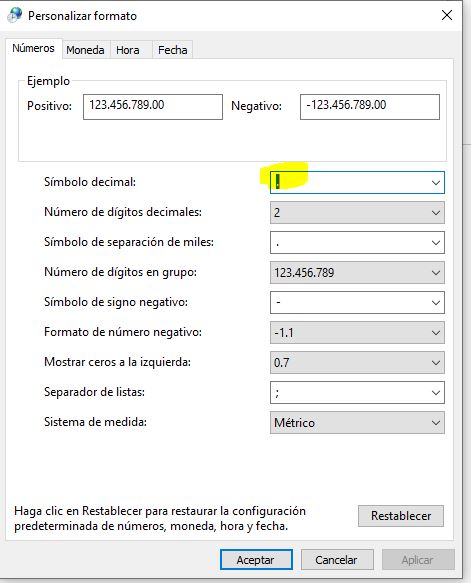 Personalizar formato
Números Moneda Hora Fecha
Ejemplo
Positivo: 123.456.789.00 Negativo: -123.456.789.00
Símbolo decimal: .
Número de dígitos decimales: 2
Símbolo de separación de miles: .
Número de dígitos en grupo: 123.456.789
Símbolo de signo negativo: -
Formato de número negativo: -1.1
Mostrar ceros a la izquierda: 0.7
Separador de listas: ;
Sistema de medida: Métrico
Haga clic en Restablecer para restaurar la configuración
predeterminada de números, moneda, hora y fecha.
Restablecer
Aceptar Cancelar Aplicar